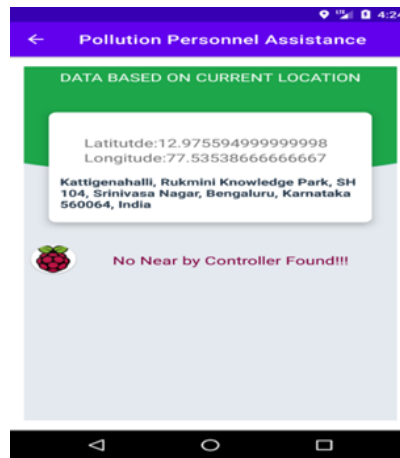 4:24
Pollution Personnel Assistance
DATA BASED ON CURRENT LOCATION
Latitutde:12.975594999999998
Longitude:77.53538666666667
Kattigenahalli, Rukmini Knowledge Park, SH
104, Srinivasa Nagar, Bengaluru, Karnataka
560064, India
No Near by Controller Found!!!